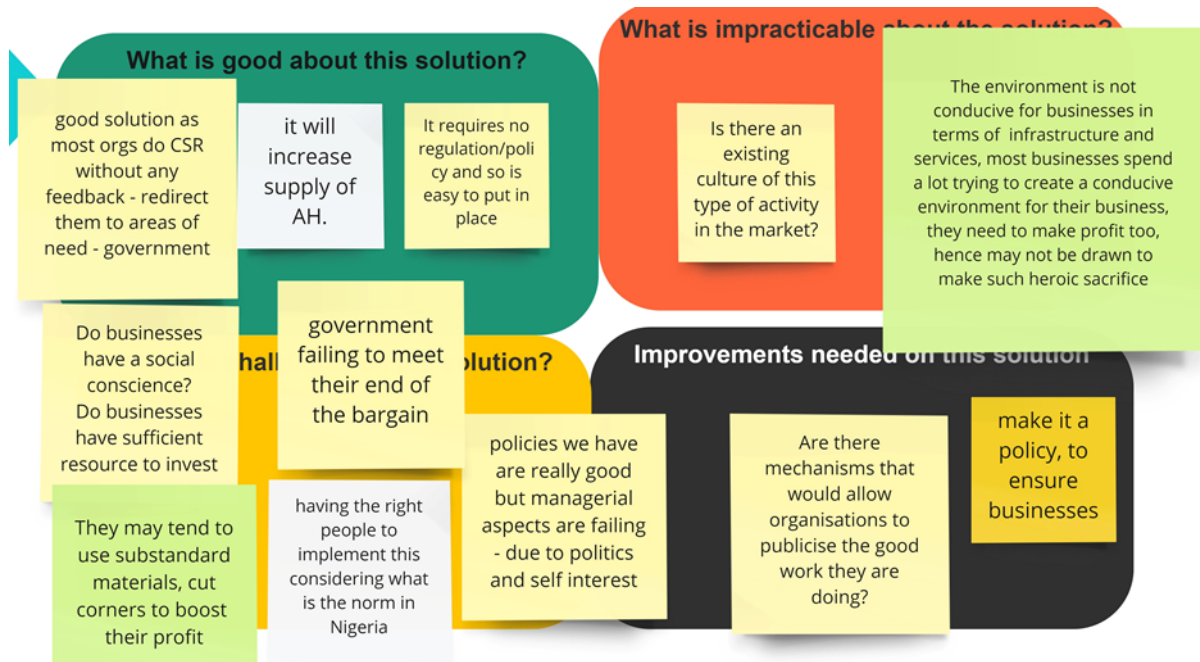 What is good about this solution?
good solution as
most orgs do CSR
without any
feedback - redirect
them to areas of
need - government
it will
increase
supply of
AH.
It requires no
regulation/poli
cy and so is
easy to put in
place
What is impracticable about the solution?
Is there an
existing
culture of this
type of activity
in the market?
The environment is not
conducive for businesses in
terms of infrastructure and
services, most businesses spend
a lot trying to create a conducive
environment for their business,
they need to make profit too,
hence may not be drawn to
make such heroic sacrifice
hall
olution?
Do businesses
have a social
conscience?
Do businesses
have sufficient
resource to invest
government
failing to meet
their end of
the bargain
policies we have
are really good
but managerial
aspects are failing
- due to politics
and self interest
They may tend to
use substandard
materials, cut
corners to boost
their profit
having the right
people to
implement this
considering what
is the norm in
Nigeria
Improvements needed on this solution
Are there
mechanisms that
would allow
organisations to
publicise the good
work they are
doing?
make it a
policy, to
ensure
businesses